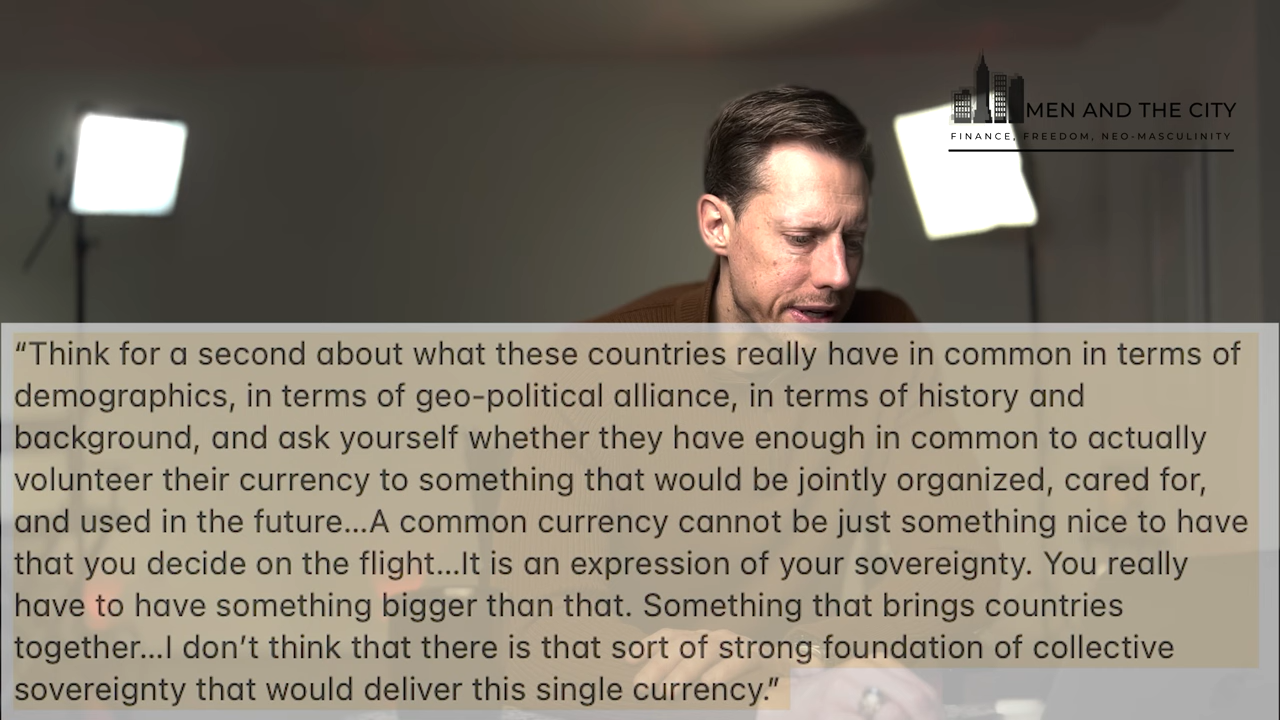 MEN AND THE CITY
FINANCE, FREEDOM, NEO-MASCULINITY
“Think for a second about what these countries really have in common in terms of
demographics, in terms of geo-political alliance, in terms of history and
background, and ask yourself whether they have enough in common to actually
volunteer their currency to something that would be jointly organized, cared for,
and used in the future...A common currency cannot be just something nice to have
that you decide on the flight...It is an expression of your sovereignty. You really
have to have something bigger than that. Something that brings countries
together...I don’t think that there is that sort of strong foundation of collective
sovereignty that would deliver this single currency.”